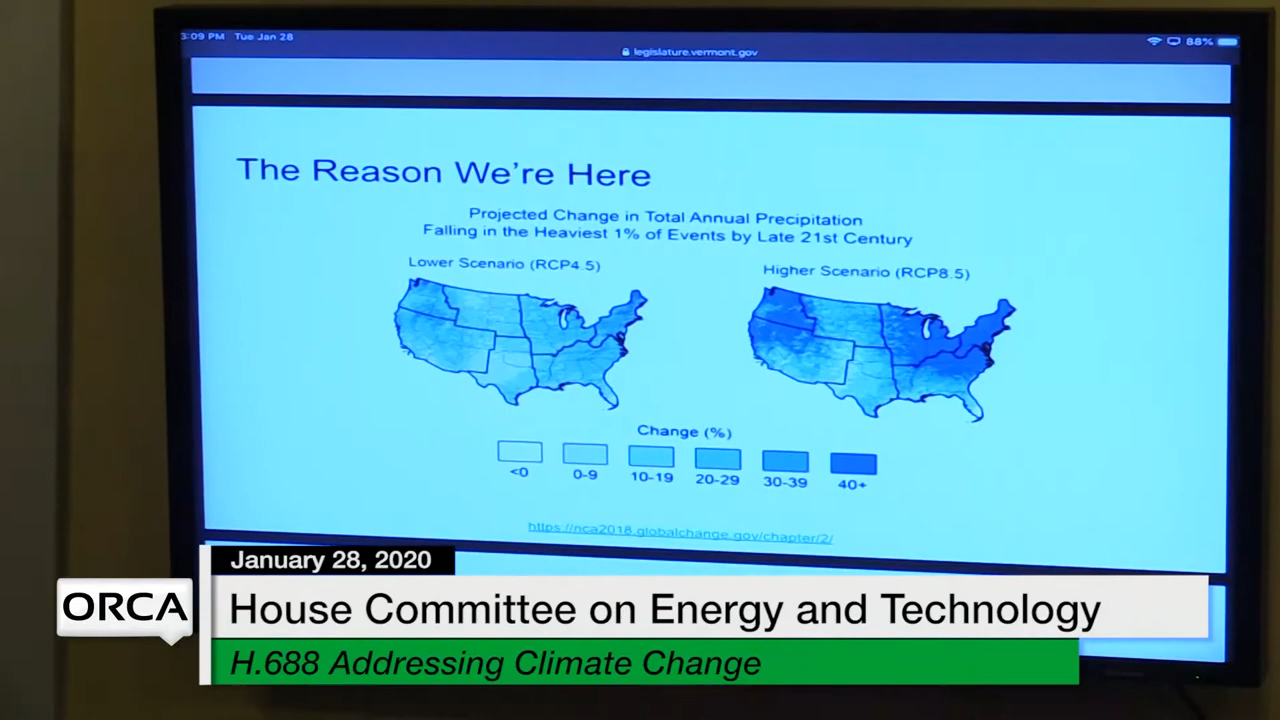 3:09 PM Tue Jan 28
legislature.vermont.gov
88%
The Reason We're Here
Projected Change in Total Annual Precipitation
Falling in the Heaviest 1% of Events by Late 21st Century
Lower Scenario (RCP4.5)
Higher Scenario (RCP8.5)
Change (%)
<0 0-9 10-19 20-29 30-39 40+
https://nca2018.globalchange.gov/chapter/2/
January 28, 2020
ORCA
House Committee on Energy and Technology
H.688 Addressing Climate Change